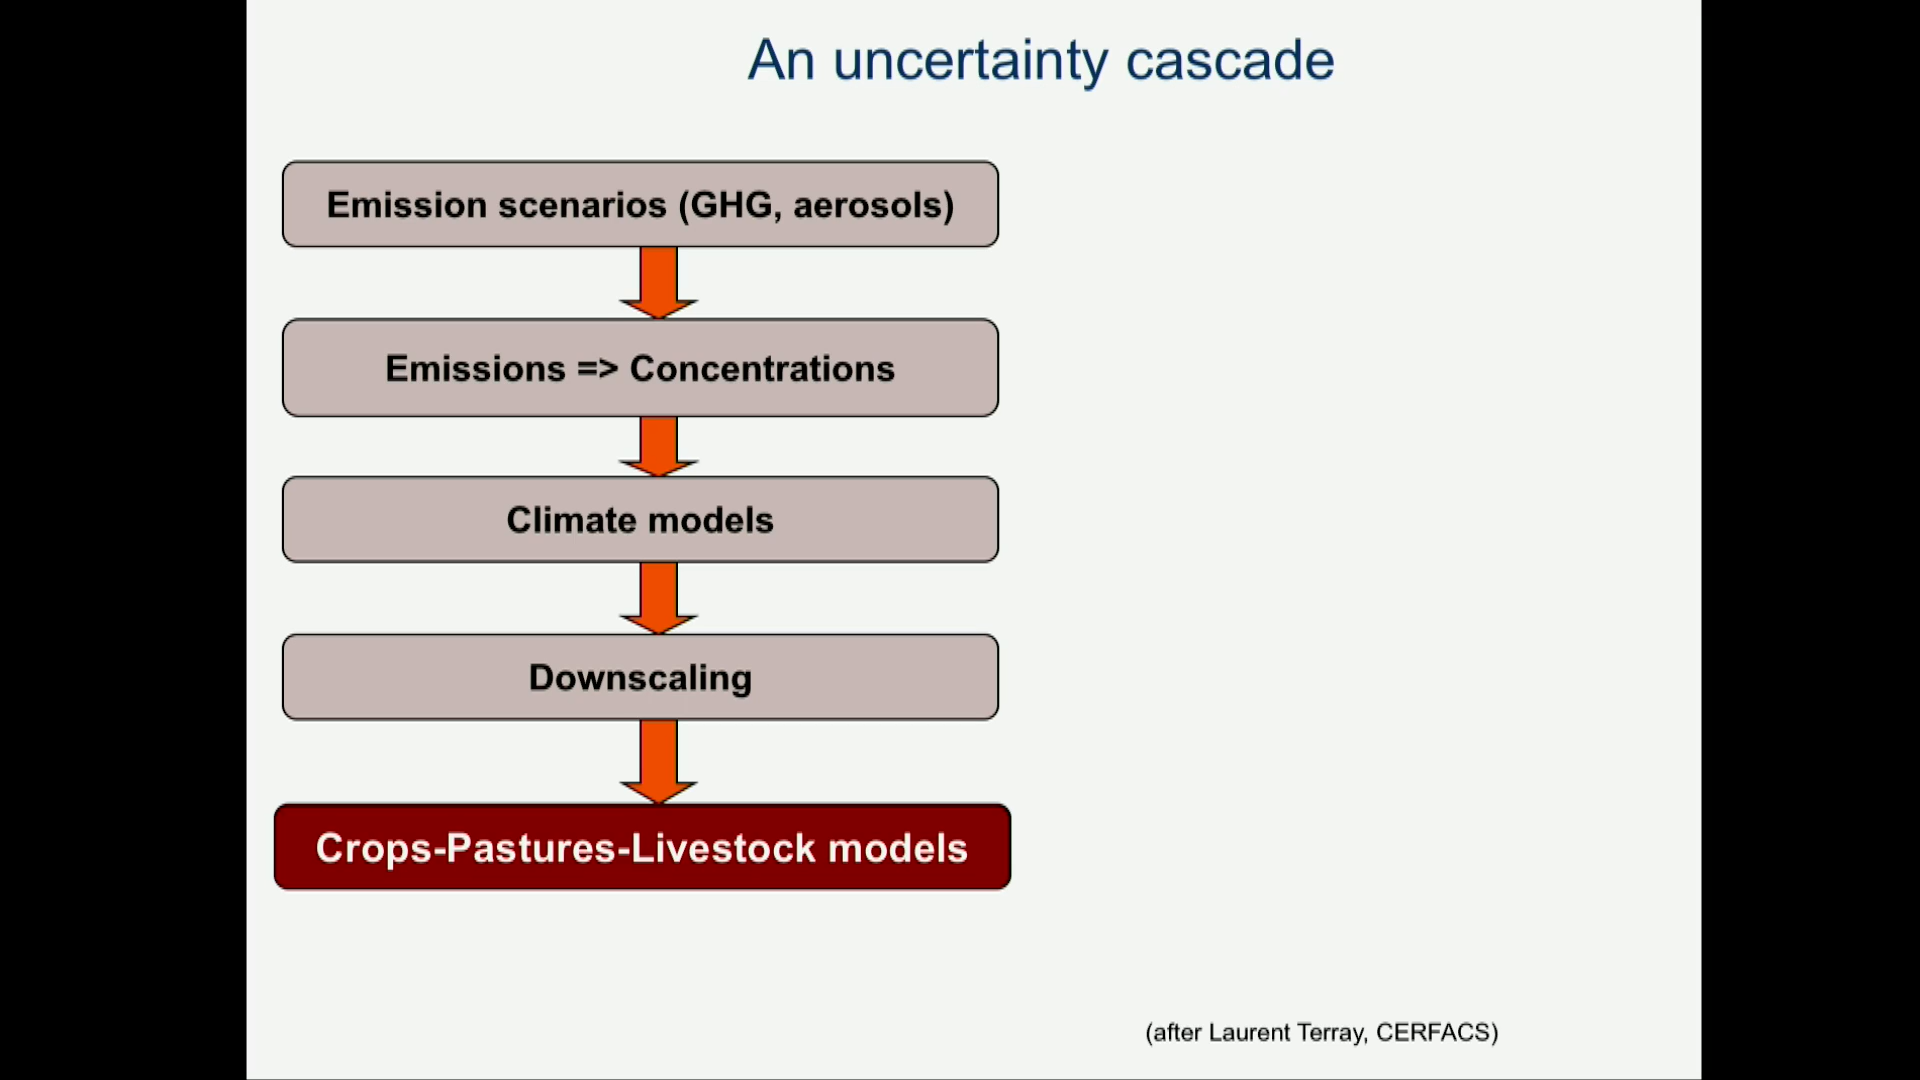 An uncertainty cascade
Emission scenarios (GHG, aerosols)
Emissions => Concentrations
Climate models
Downscaling
Crops-Pastures-Livestock models
(after Laurent Terray, CERFACS)